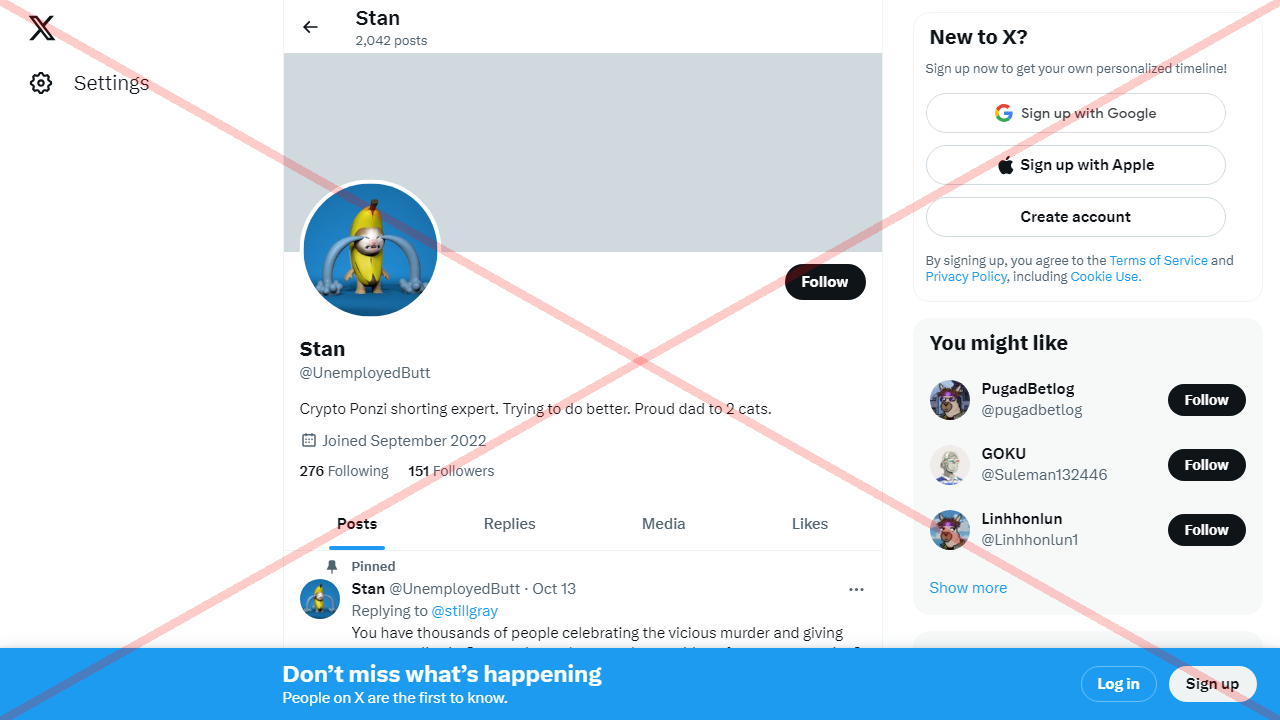 Settings
Stan
2,042 posts
Follow
Stan
@UnemployedButt
Crypto Ponzi shorting expert. Trying to do better. Proud dad to 2 cats.
Joined September 2022
276 Following 151 Followers
Posts Replies Media Likes
Pinned
Stan @UnemployedButt · Oct 13
Replying to @stillgray
You have thousands of people celebrating the vicious murder and giving
New to X?
Sign up now to get your own personalized timeline!
Sign up with Google
Sign up with Apple
Create account
By signing up, you agree to the Terms of Service and
Privacy Policy, including Cookie Use.
You might like
PugadBetlog
@pugadbetlog
Follow
GOKU
@Suleman132446
Follow
Linhhonlun
@Linhhonlun1
Follow
Show more
Don’t miss what’s happening
People on X are the first to know.
Log in
Sign up